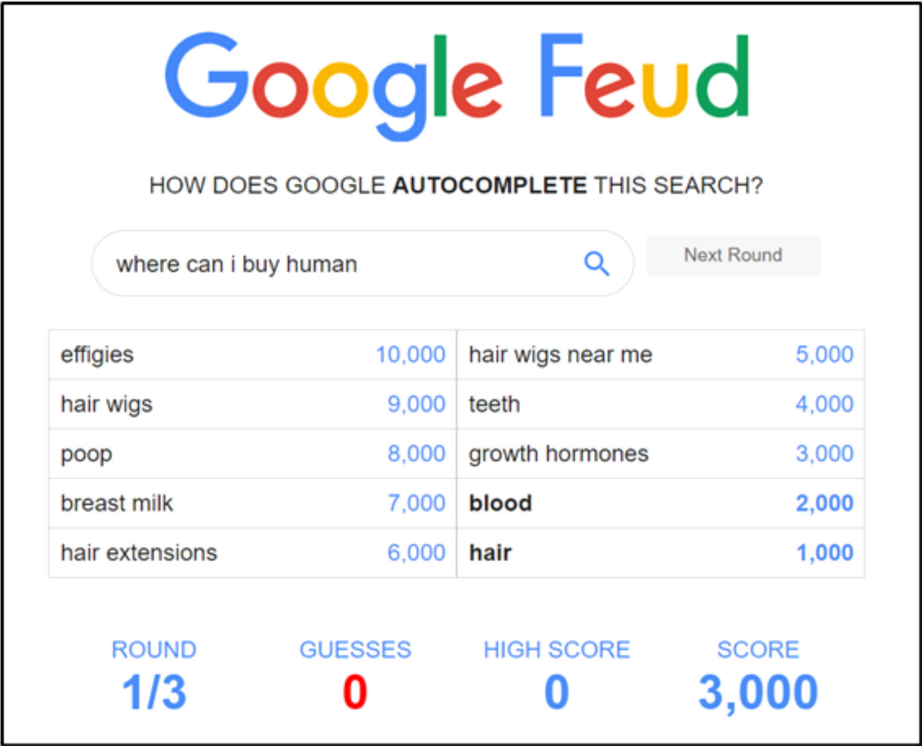 Google Feud
HOW DOES GOOGLE AUTOCOMPLETE THIS SEARCH?
where can i buy human
Next Round
effigies 10,000 hair wigs near me 5,000
hair wigs 9,000 teeth 4,000
poop 8,000 growth hormones 3,000
breast milk 7,000 blood 2,000
hair extensions 6,000 hair 1,000
ROUND GUESSES HIGH SCORE SCORE
1/3 0 0 3,000